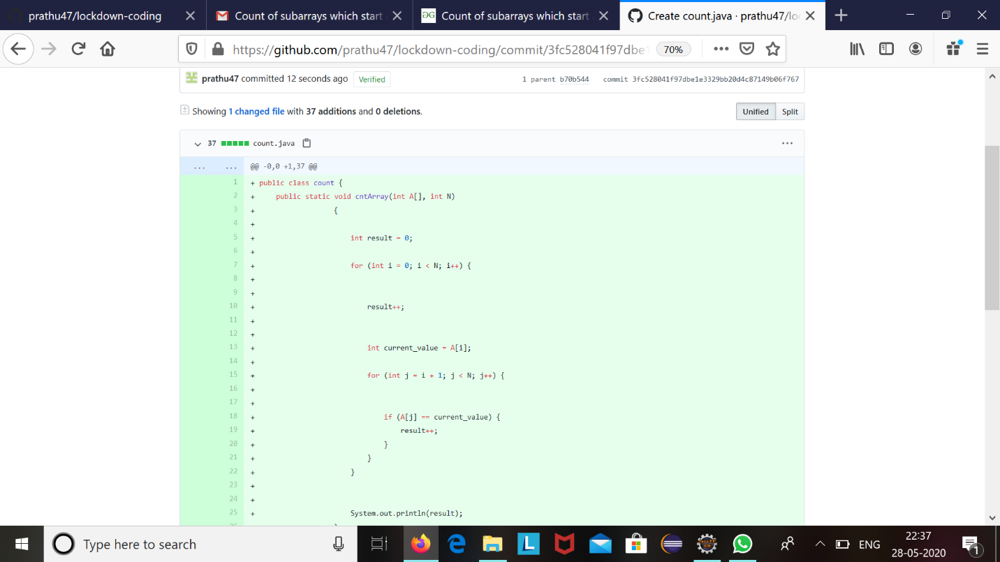 prathu47/lockdown-coding
Count of subarrays which start
Count of subarrays which start
Create count.java · prathu47/lo
https://github.com/prathu47/lockdown-coding/commit/3fc528041f97dbe1
70%
prathu47 committed 12 seconds ago
Verified
1 parent b70b544
commit 3fc528041f97dbe1e3329bb20d4c87149b06f767
Showing 1 changed file with 37 additions and 0 deletions.
Unified
Split
37
count.java
...
...
@@ -0,0 +1,37 @@
1 + public class count {
2 + public static void cntArray(int A[], int N)
3 + {
4 +
5 + int result = 0;
6 +
7 + for (int i = 0; i < N; i++) {
8 +
9 +
10 + result++;
11 +
12 +
13 + int current_value = A[i];
14 +
15 + for (int j = i + 1; j < N; j++) {
16 +
17 +
18 + if (A[j] == current_value) {
19 + result++;
20 + }
21 + }
22 + }
23 +
24 +
25 + System.out.println(result);
Type here to search
L
Java EE
IDE
ENG
22:37
28-05-2020
1